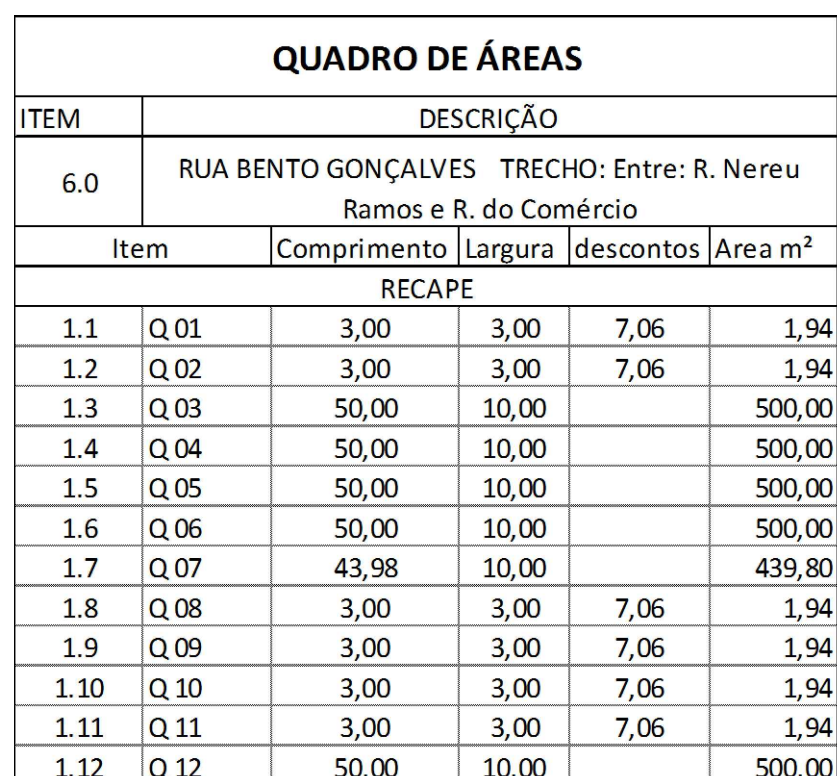 QUADRO DE ÁREAS
ITEM DESCRIÇÃO
6.0 RUA BENTO GONÇALVES TRECHO: Entre: R. Nereu
Ramos e R. do Comércio
Item Comprimento Largura descontos Area m²
RECAPE
1.1 Q 01 3,00 3,00 7,06 1,94
1.2 Q 02 3,00 3,00 7,06 1,94
1.3 Q 03 50,00 10,00 500,00
1.4 Q 04 50,00 10,00 500,00
1.5 Q 05 50,00 10,00 500,00
1.6 Q 06 50,00 10,00 500,00
1.7 Q 07 43,98 10,00 439,80
1.8 Q 08 3,00 3,00 7,06 1,94
1.9 Q 09 3,00 3,00 7,06 1,94
1.10 Q 10 3,00 3,00 7,06 1,94
1.11 Q 11 3,00 3,00 7,06 1,94
1.12 Q 12 50,00 10,00 500,00